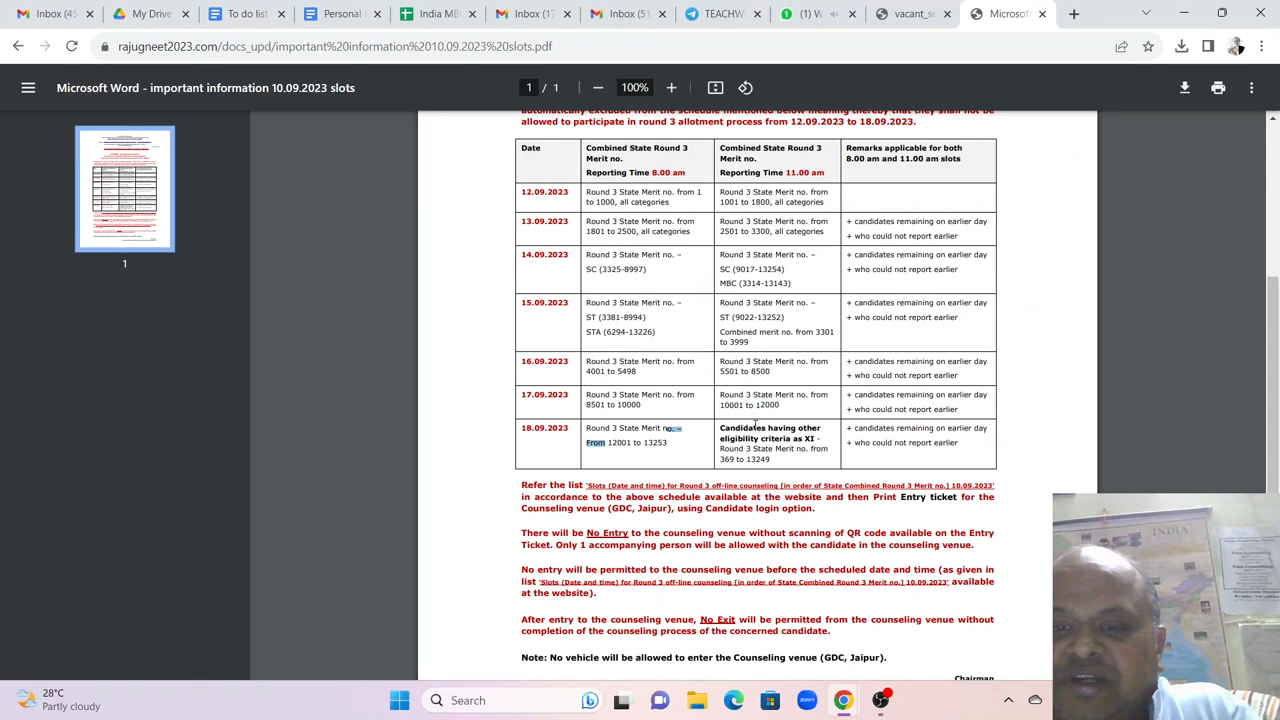 Inbox (45
My Drive
To do list
Personal
India MB
Inbox (12
Inbox (51
TEACHW
(1) W
vacant_s
Microsof
rajugneet2023.com/docs_upd/important%20information%2010.09.2023%20slots.pdf
Microsoft Word - important information 10.09.2023 slots
1 / 1
100%
1
automatically excluded from the schedule mentioned below meaning thereby that they shall not be
allowed to participate in round 3 allotment process from 12.09.2023 to 18.09.2023.
Date
Combined State Round 3
Merit no.
Reporting Time 8.00 am
Combined State Round 3
Merit no.
Reporting Time 11.00 am
Remarks applicable for both
8.00 am and 11.00 am slots
12.09.2023
Round 3 State Merit no. from 1
to 1000, all categories
Round 3 State Merit no. from
1001 to 1800, all categories
13.09.2023
Round 3 State Merit no. from
1801 to 2500, all categories
Round 3 State Merit no. from
2501 to 3300, all categories
+ candidates remaining on earlier day
+ who could not report earlier
14.09.2023
Round 3 State Merit no. –
SC (3325-8997)
Round 3 State Merit no. –
SC (9017-13254)
MBC (3314-13143)
+ candidates remaining on earlier day
+ who could not report earlier
15.09.2023
Round 3 State Merit no. –
ST (3381-8994)
STA (6294-13226)
Round 3 State Merit no. –
ST (9022-13252)
Combined merit no. from 3301
to 3999
+ candidates remaining on earlier day
+ who could not report earlier
16.09.2023
Round 3 State Merit no. from
4001 to 5498
Round 3 State Merit no. from
5501 to 8500
+ candidates remaining on earlier day
+ who could not report earlier
17.09.2023
Round 3 State Merit no. from
8501 to 10000
Round 3 State Merit no. from
10001 to 12000
+ candidates remaining on earlier day
+ who could not report earlier
18.09.2023
Round 3 State Merit no. –
From 12001 to 13253
Candidates having other
eligibility criteria as XI -
Round 3 State Merit no. from
369 to 13249
+ candidates remaining on earlier day
+ who could not report earlier
Refer the list 'Slots (Date and time) for Round 3 off-line counseling [in order of State Combined Round 3 Merit no.] 10.09.2023'
in accordance to the above schedule available at the website and then Print Entry ticket for the
Counseling venue (GDC, Jaipur), using Candidate login option.
There will be No Entry to the counseling venue without scanning of QR code available on the Entry
Ticket. Only 1 accompanying person will be allowed with the candidate in the counseling venue.
No entry will be permitted to the counseling venue before the scheduled date and time (as given in
list 'Slots (Date and time) for Round 3 off-line counseling [in order of State Combined Round 3 Merit no.] 10.09.2023' available
at the website).
After entry to the counseling venue, No Exit will be permitted from the counseling venue without
completion of the counseling process of the concerned candidate.
Note: No vehicle will be allowed to enter the Counseling venue (GDC, Jaipur).
Chairman
INDIA
28°C
Partly cloudy
Search
zoom